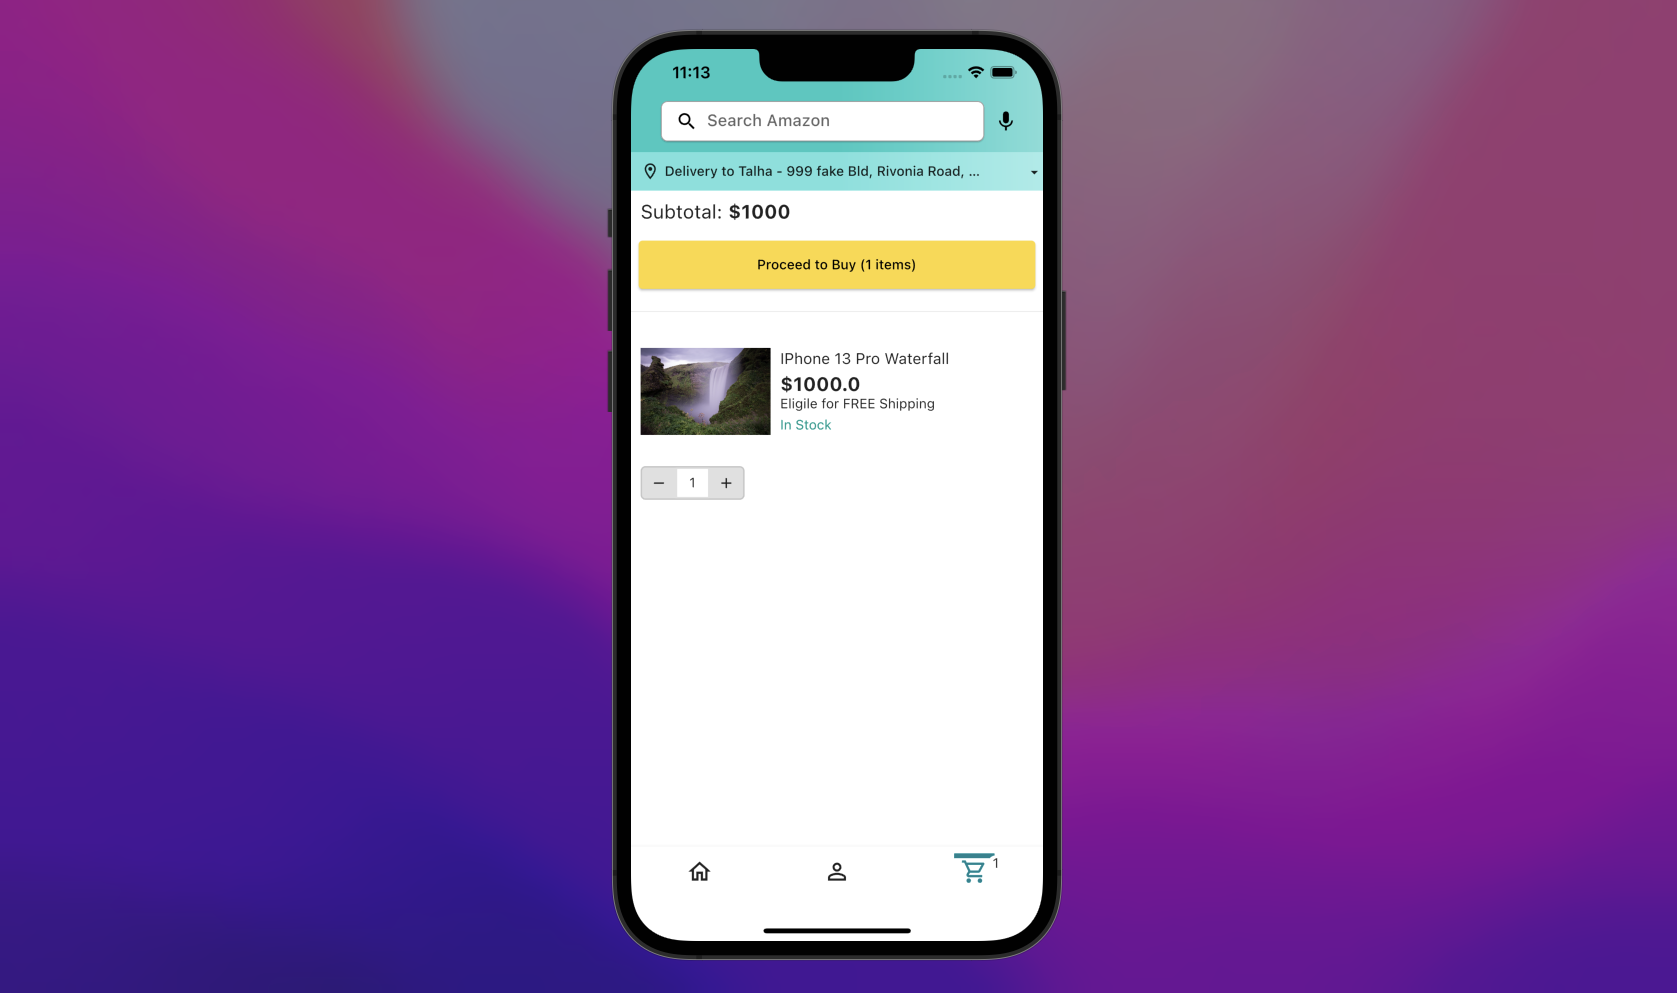 11:13
Search Amazon
Delivery to Talha - 999 fake Bld, Rivonia Road, ...
Subtotal: $1000
Proceed to Buy (1 items)
IPhone 13 Pro Waterfall
$1000.0
Eligile for FREE Shipping
In Stock
1
1